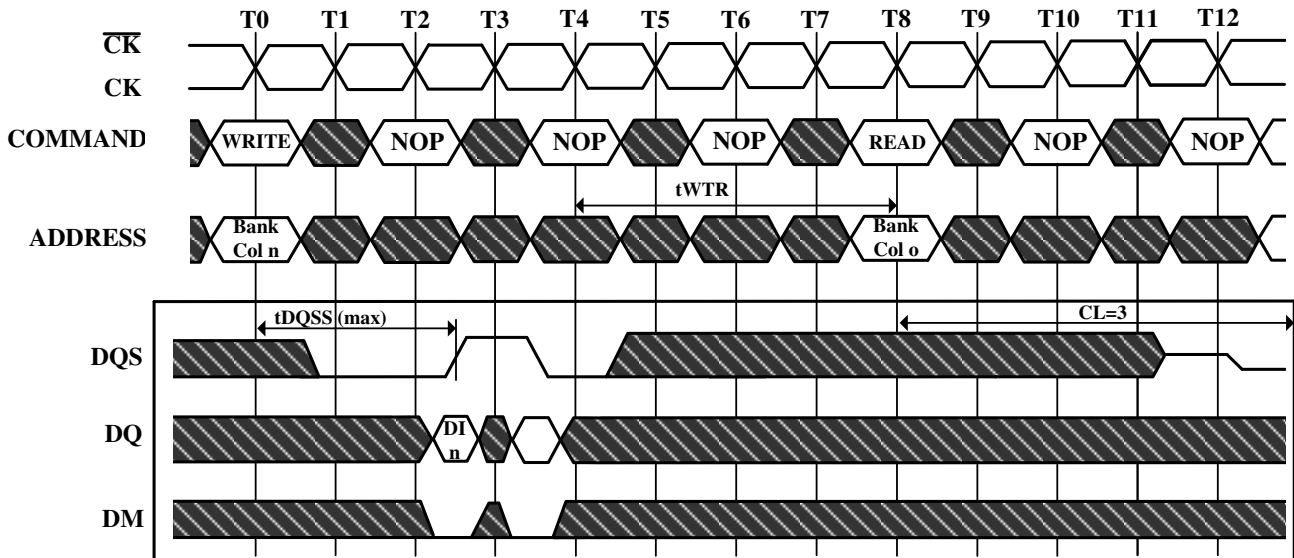 T0 T1 T2 T3 T4 T5 T6 T7 T8 T9 T10 T11 T12
CK
CK
COMMAND WRITE NOP NOP NOP READ NOP NOP
tWTR
ADDRESS Bank Col n Bank Col o
tDQSS (max) CL=3
DQS
DQ DI n
DM